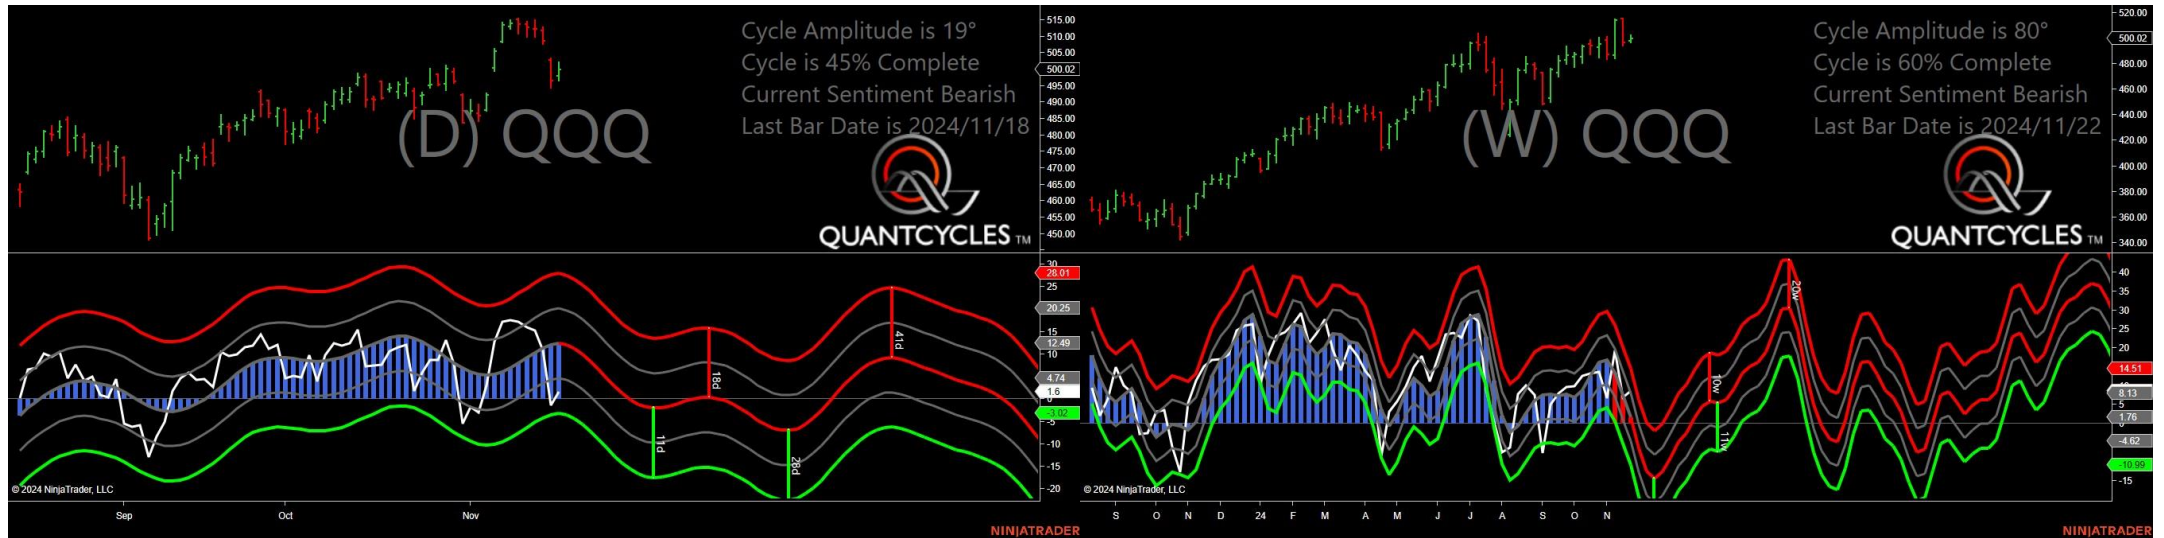 Cycle Amplitude is 19°
Cycle is 45% Complete
Current Sentiment Bearish
Last Bar Date is 2024/11/18
(D) QQQ
QUANTCYCLES TM
515.00
510.00
505.00
500.02
495.00
490.00
485.00
480.00
475.00
470.00
465.00
460.00
455.00
450.00
30
28.01
25
20.25
15
12.49
10
4.74
1.6
0
-3.02
-5
-10
-15
-20
11d
18d
28d
41d
© 2024 NinjaTrader, LLC
Sep Oct Nov
NINJATRADER
Cycle Amplitude is 80°
Cycle is 60% Complete
Current Sentiment Bearish
Last Bar Date is 2024/11/22
(W) QQQ
QUANTCYCLES TM
520.00
500.02
480.00
460.00
440.00
420.00
400.00
380.00
360.00
340.00
40
35
30
25
20
14.51
8.13
5
1.76
0
-4.62
-10.99
-15
10w
11w
20w
© 2024 NinjaTrader, LLC
S O N D 24 F M A M J J A S O N
NINJATRADER